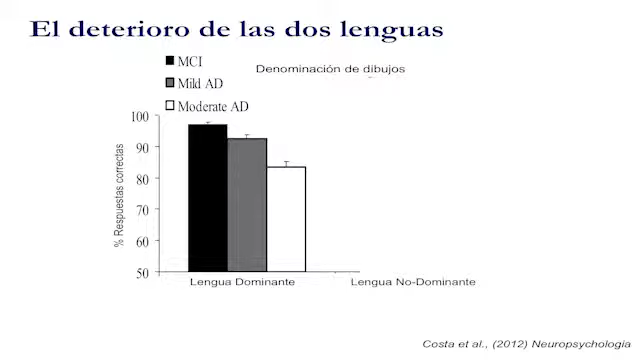 El deterioro de las dos lenguas
MCI
Mild AD
Moderate AD
Denominación de dibujos
% Respuestas correctas
100
90
80
70
60
50
Lengua Dominante
Lengua No-Dominante
Costa et al., (2012) Neuropsychologia